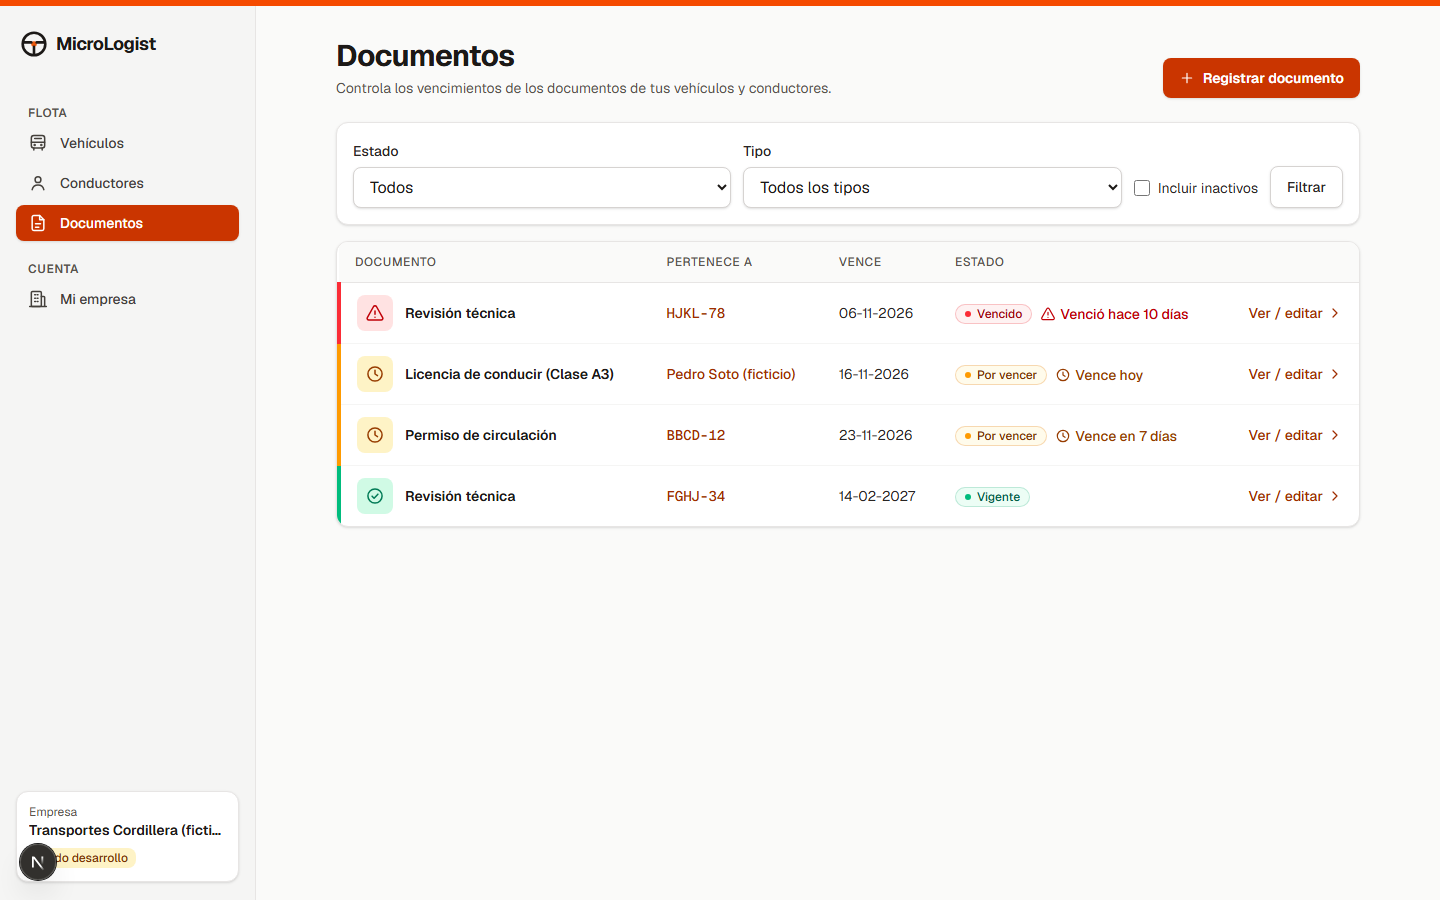 MicroLogist
FLOTA
Vehículos
Conductores
Documentos
CUENTA
Mi empresa
Empresa
Transportes Cordillera (ficti...
do desarrollo
N
Documentos
Controla los vencimientos de los documentos de tus vehículos y conductores.
Registrar documento
Estado
Todos
Tipo
Todos los tipos
Incluir inactivos
Filtrar
DOCUMENTO PERTENECE A VENCE ESTADO
Revisión técnica HJKL-78 06-11-2026 Vencido Venció hace 10 días Ver / editar
Licencia de conducir (Clase A3) Pedro Soto (ficticio) 16-11-2026 Por vencer Vence hoy Ver / editar
Permiso de circulación BBCD-12 23-11-2026 Por vencer Vence en 7 días Ver / editar
Revisión técnica FGHJ-34 14-02-2027 Vigente Ver / editar